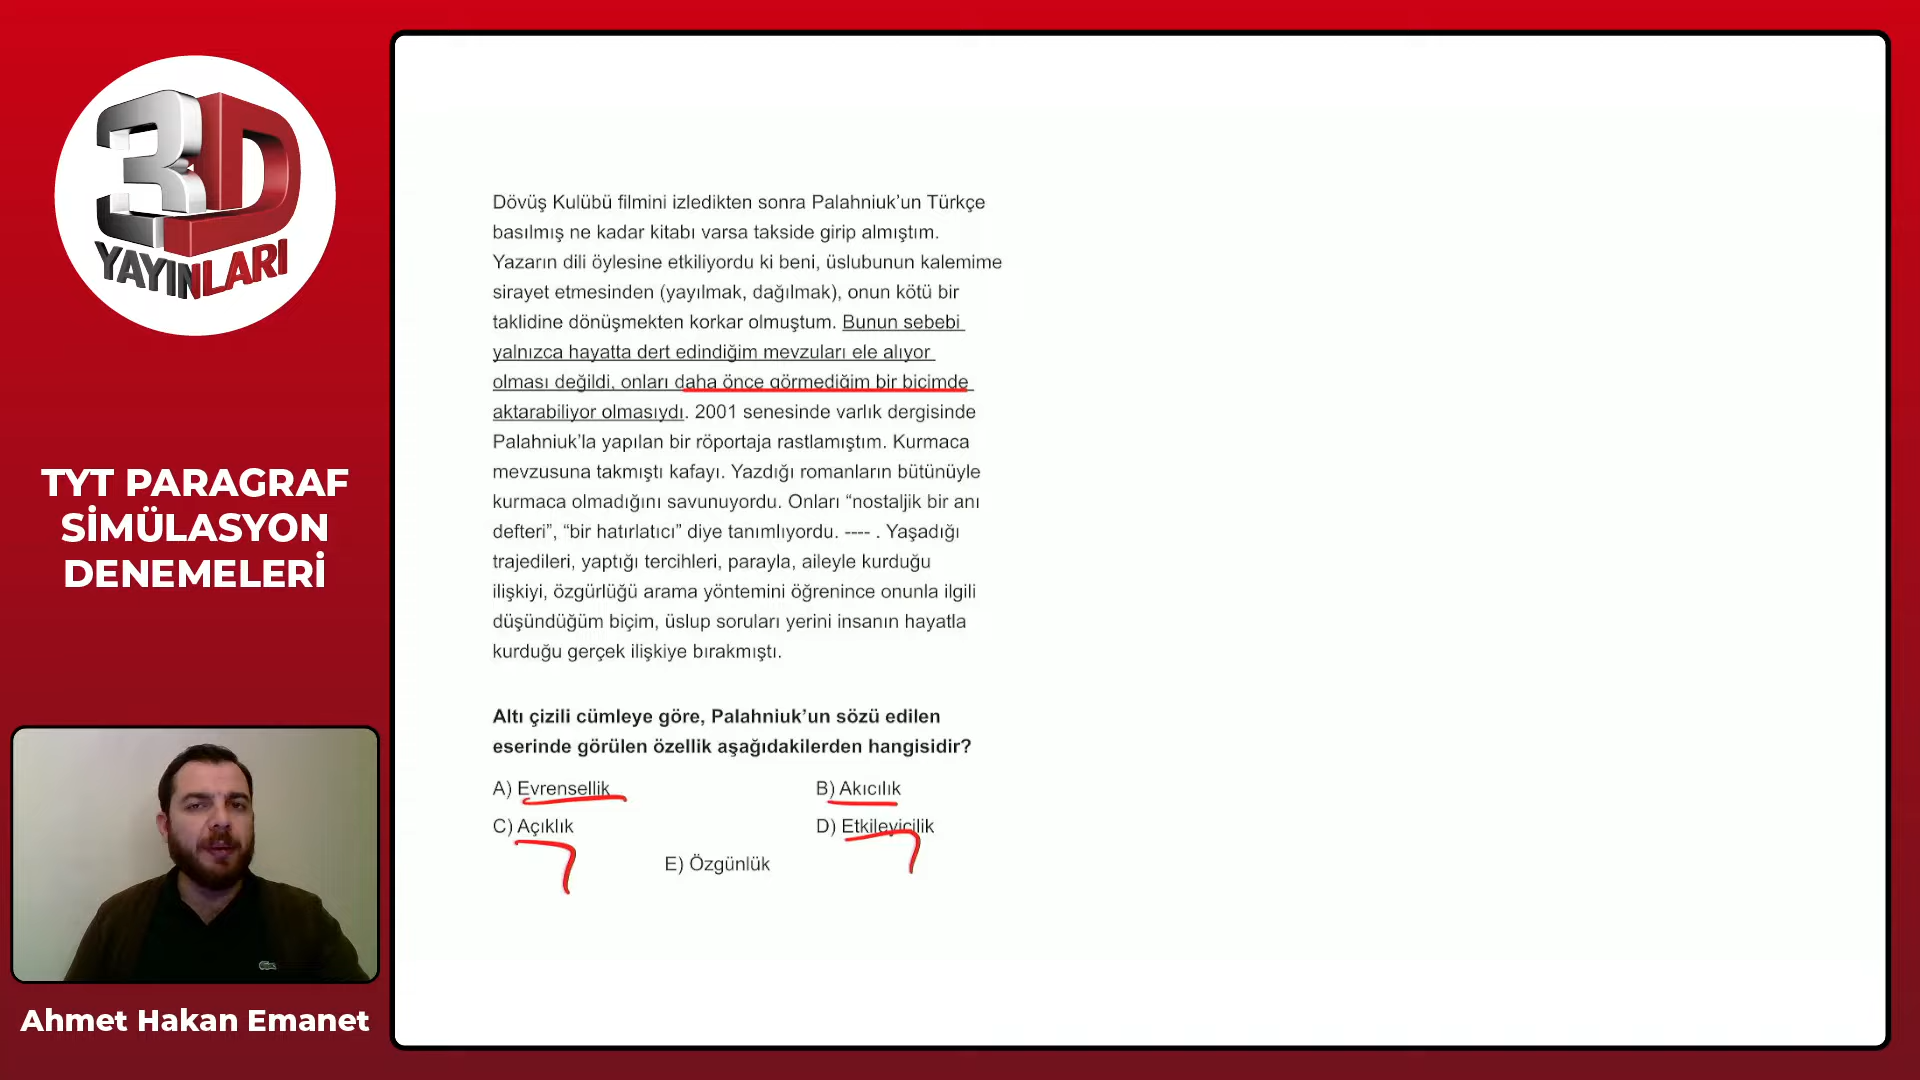 3D
YAYINLARI
TYT PARAGRAF
SİMÜLASYON
DENEMELERİ
Ahmet Hakan Emanet
Dövüş Kulübü filmini izledikten sonra Palahniuk’un Türkçe
basılmış ne kadar kitabı varsa takside girip almıştım.
Yazarın dili öylesine etkiliyordu ki beni, üslubunun kalemime
sirayet etmesinden (yayılmak, dağılmak), onun kötü bir
taklidine dönüşmekten korkar olmuştum. Bunun sebebi
yalnızca hayatta dert edindiğim mevzuları ele alıyor
olması değildi, onları daha önce görmediğim bir biçimde
aktarabiliyor olmasıydı. 2001 senesinde varlık dergisinde
Palahniuk’la yapılan bir röportaja rastlamıştım. Kurmaca
mevzusuna takmıştı kafayı. Yazdığı romanların bütünüyle
kurmaca olmadığını savunuyordu. Onları “nostaljik bir anı
defteri”, “bir hatırlatıcı” diye tanımlıyordu. ---- . Yaşadığı
trajedileri, yaptığı tercihleri, parayla, aileyle kurduğu
ilişkiyi, özgürlüğü arama yöntemini öğrenince onunla ilgili
düşündüğüm biçim, üslup soruları yerini insanın hayatla
kurduğu gerçek ilişkiye bırakmıştı.
Altı çizili cümleye göre, Palahniuk’un sözü edilen
eserinde görülen özellik aşağıdakilerden hangisidir?
A) Evrensellik
B) Akıcılık
C) Açıklık
D) Etkileyicilik
E) Özgünlük